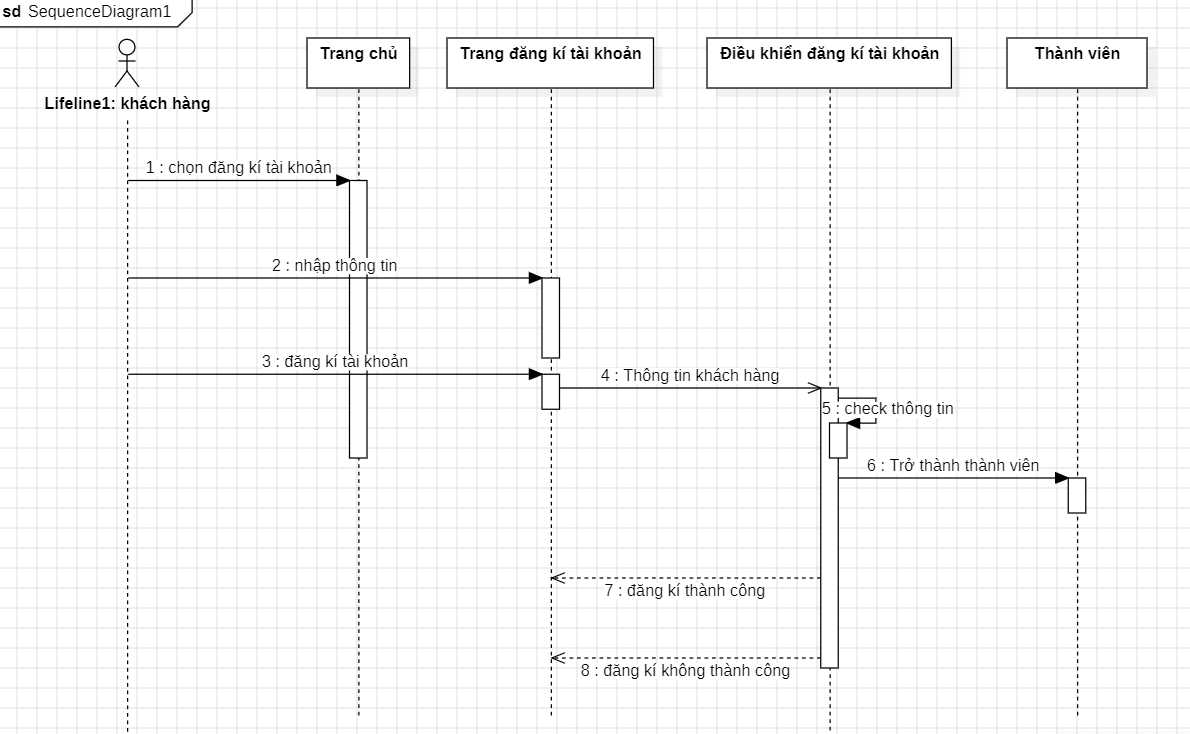 sd SequenceDiagram1
Trang chủ
Trang đăng kí tài khoản
Điều khiển đăng kí tài khoản
Thành viên
Lifeline1: khách hàng
1 : chọn đăng kí tài khoản
2 : nhập thông tin
3 : đăng kí tài khoản
4 : Thông tin khách hàng
5 : check thông tin
6 : Trở thành thành viên
7 : đăng kí thành công
8 : đăng kí không thành công